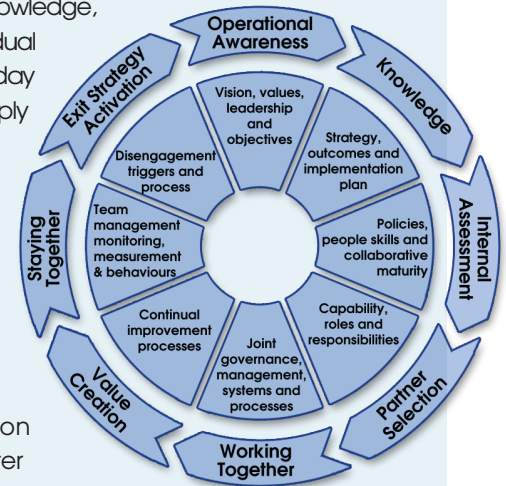 owledge,
dual
day
ply
on
er
Operational
Awareness
Knowledge
Internal
Assessment
Partner
Selection
Working
Together
Value
Creation
Staying
Together
Exit Strategy
Activation
Vision, values,
leadership
and
objectives
Strategy,
outcomes and
implementation
plan
Policies,
people skills and
collaborative
maturity
Capability,
roles and
responsibilities
Joint
governance,
management,
systems and
processes
Continual
improvement
processes
Team
management
monitoring,
measurement
& behaviours
Disengagement
triggers and
process